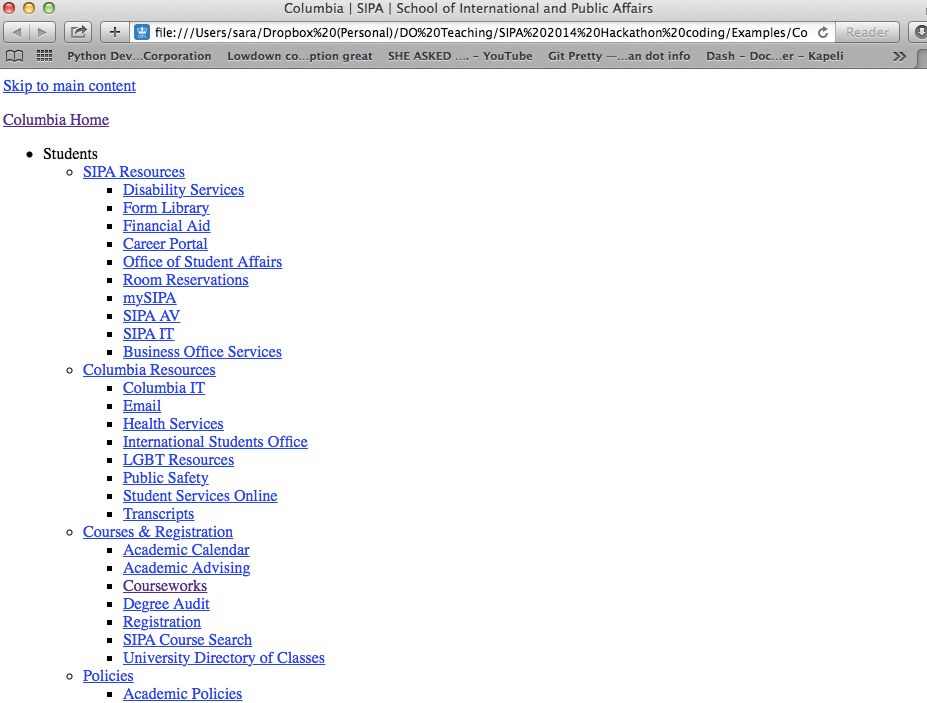 Columbia | SIPA | School of International and Public Affairs
file:///Users/sara/Dropbox%20(Personal)/DO%20Teaching/SIPA%202014%20Hackathon%20coding/Examples/Co
Reader
Python Dev...Corporation Lowdown co...ption great SHE ASKED .... - YouTube Git Pretty —...an dot info Dash - Doc...er - Kapeli
Skip to main content
Columbia Home
Students
SIPA Resources
Disability Services
Form Library
Financial Aid
Career Portal
Office of Student Affairs
Room Reservations
mySIPA
SIPA AV
SIPA IT
Business Office Services
Columbia Resources
Columbia IT
Email
Health Services
International Students Office
LGBT Resources
Public Safety
Student Services Online
Transcripts
Courses & Registration
Academic Calendar
Academic Advising
Courseworks
Degree Audit
Registration
SIPA Course Search
University Directory of Classes
Policies
Academic Policies